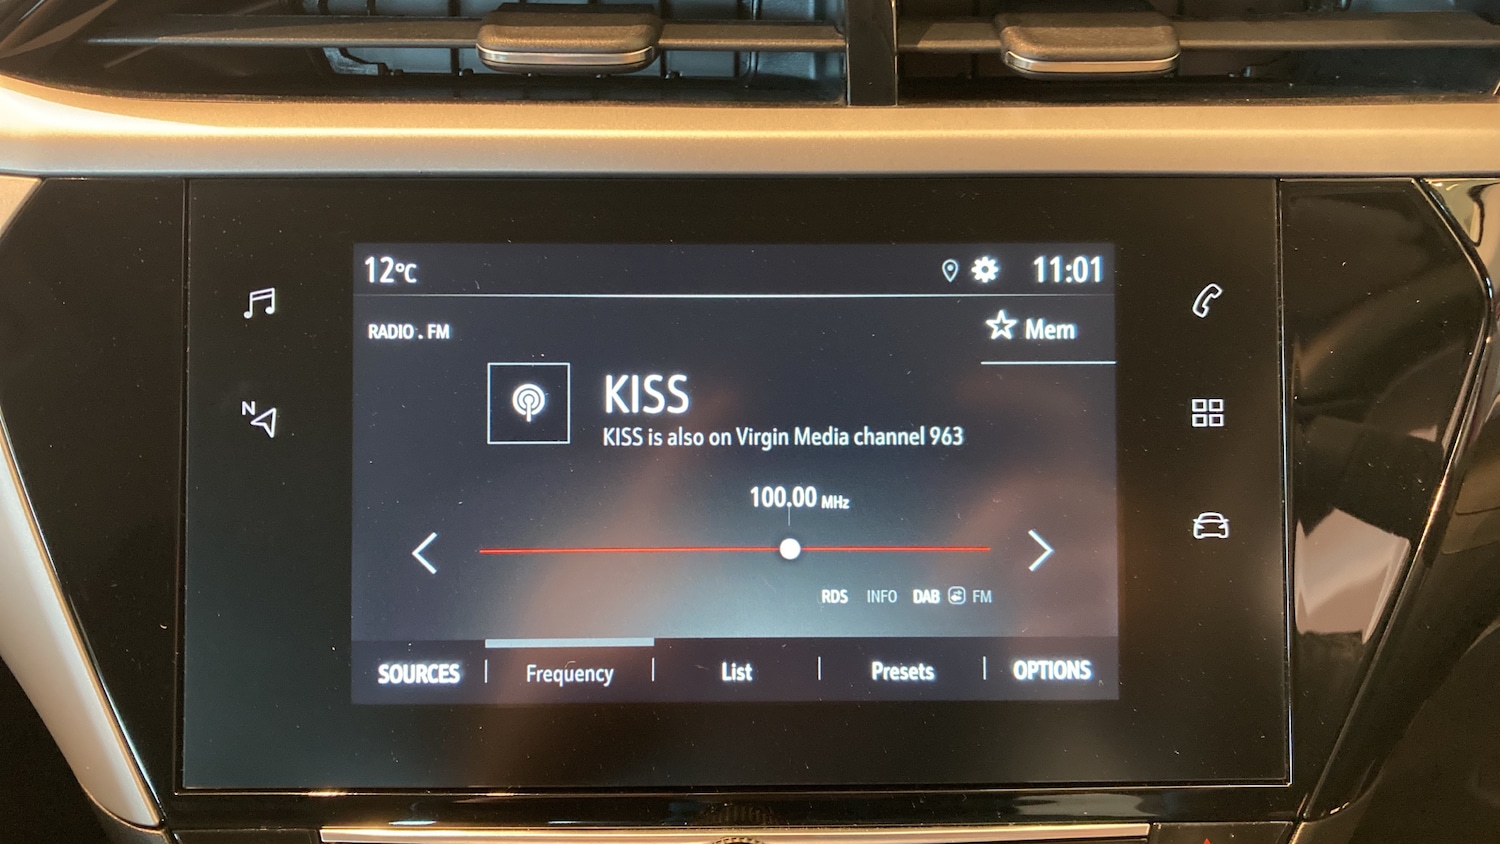 12°C 11:01
RADIO . FM
Mem
KISS
KISS is also on Virgin Media channel 963
N
100.00 MHz
RDS INFO DAB FM
SOURCES Frequency List Presets OPTIONS